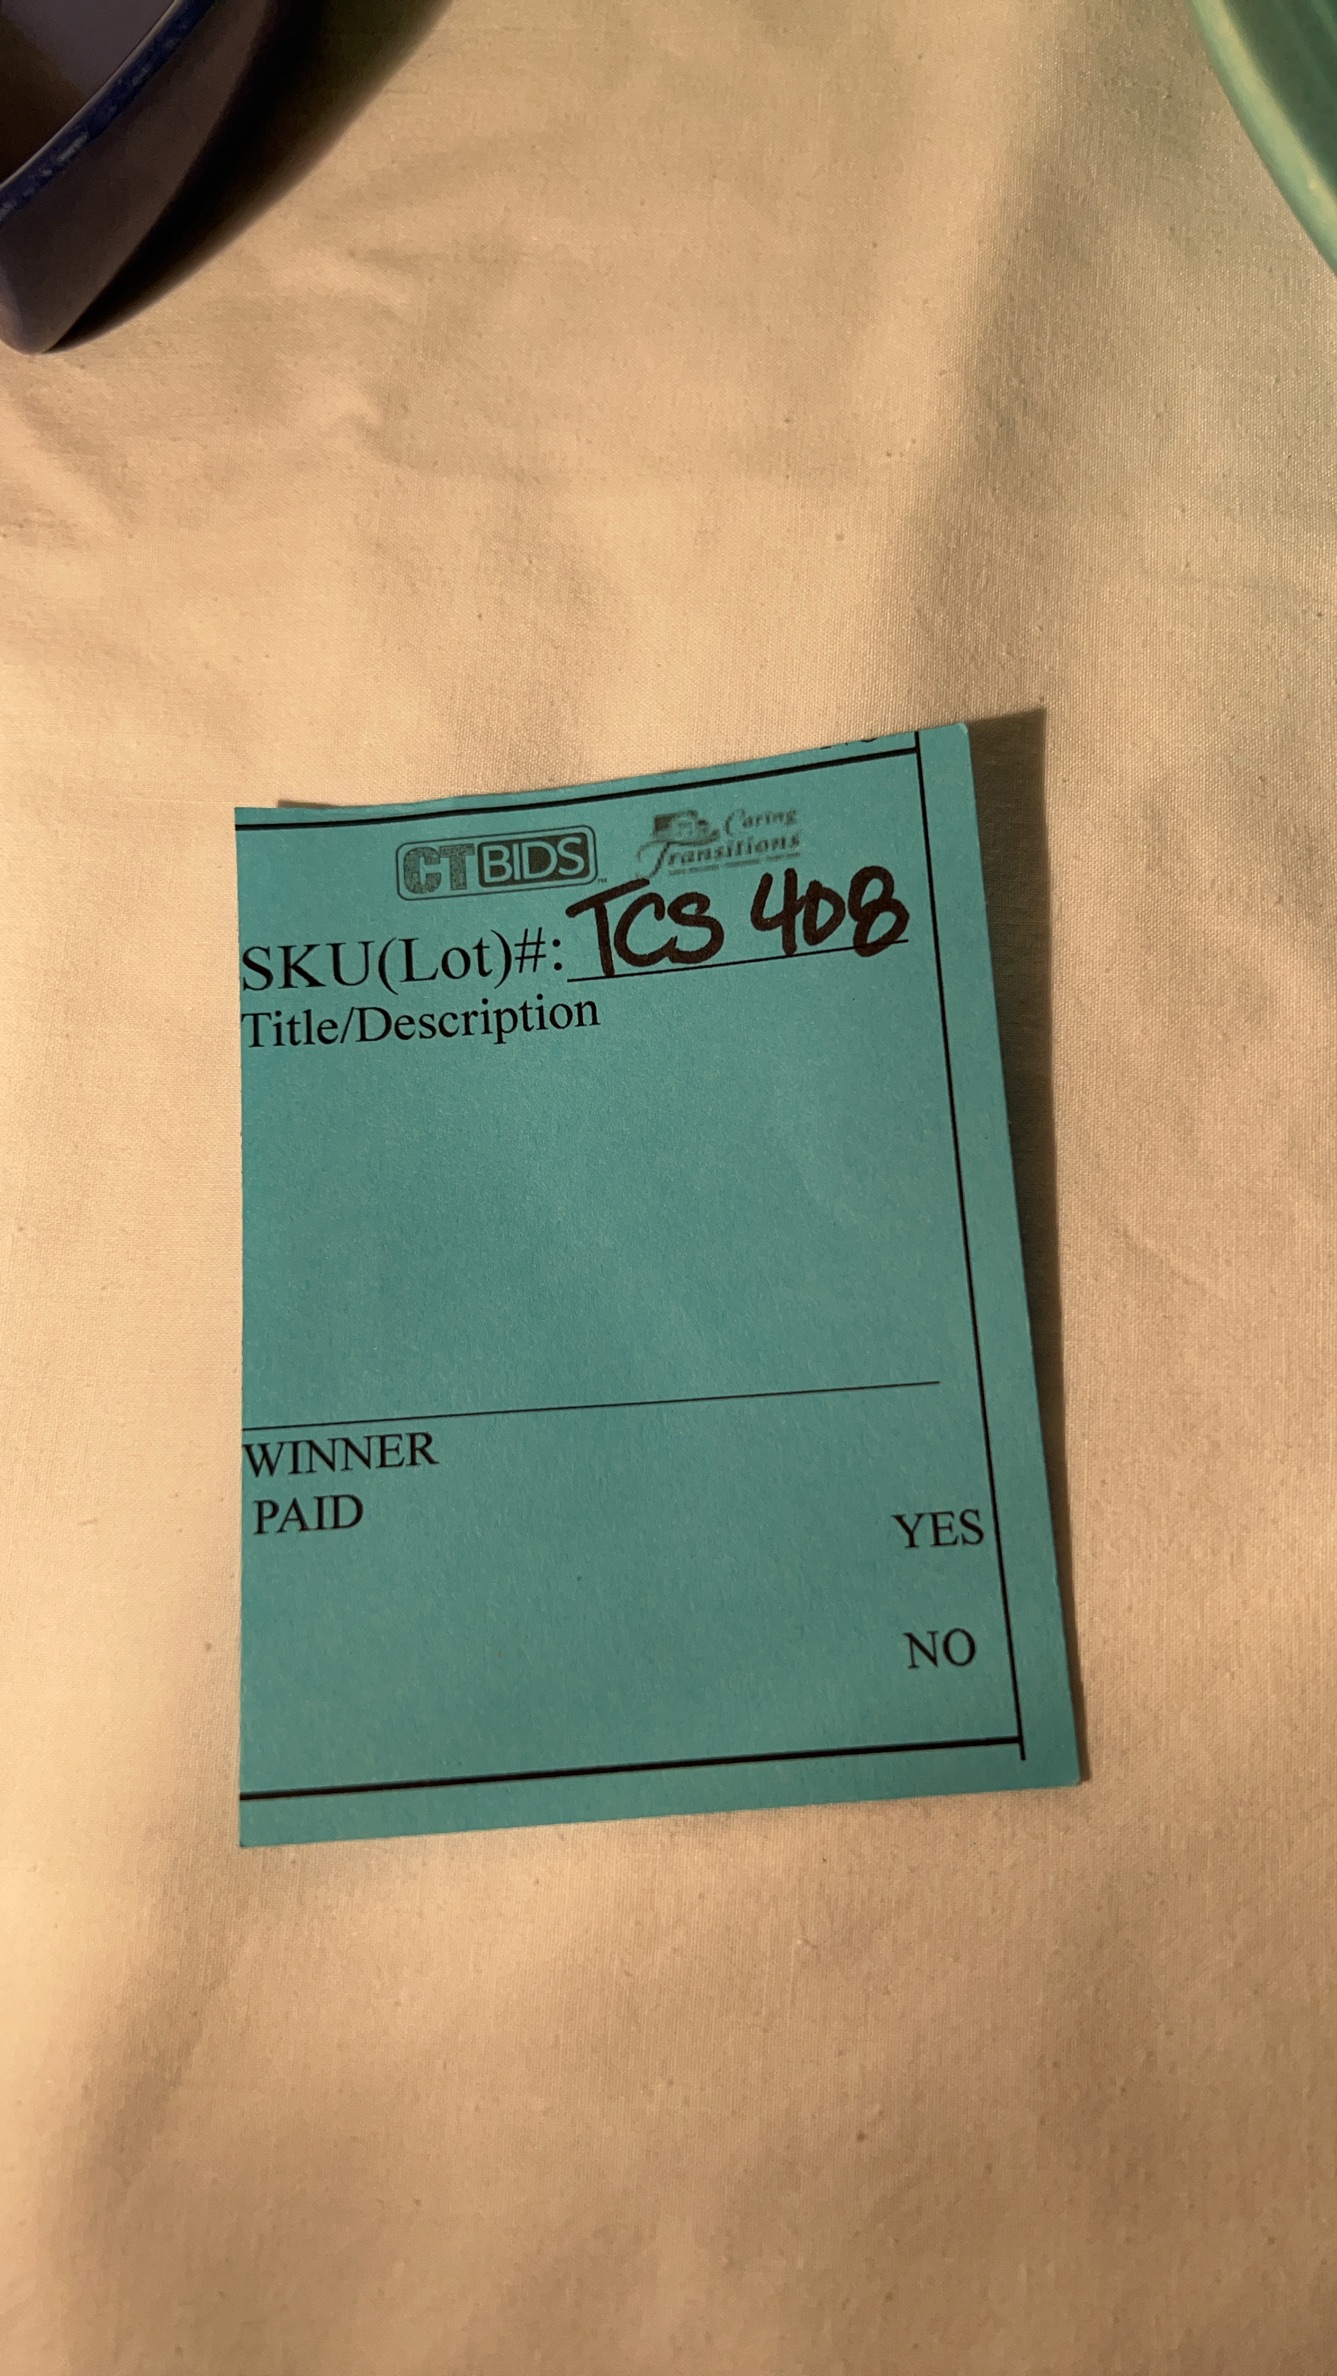 CTBIDS
Caring
Transitions
SKU(Lot)#: TCS 408
Title/Description
WINNER
PAID
YES
NO